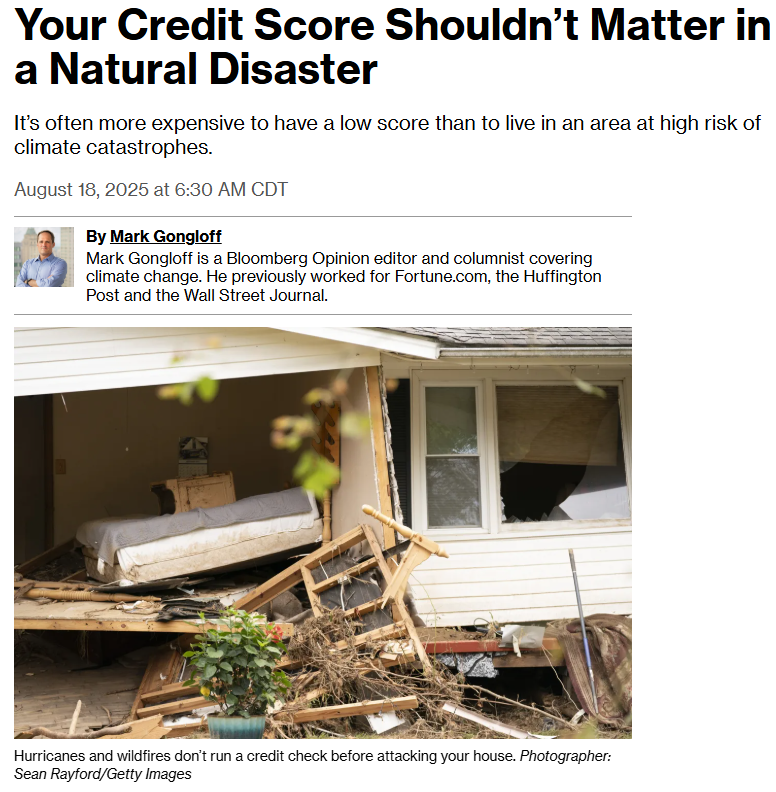 Your Credit Score Shouldn’t Matter in
a Natural Disaster
It’s often more expensive to have a low score than to live in an area at high risk of
climate catastrophes.
August 18, 2025 at 6:30 AM CDT
By Mark Gongloff
Mark Gongloff is a Bloomberg Opinion editor and columnist covering
climate change. He previously worked for Fortune.com, the Huffington
Post and the Wall Street Journal.
Hurricanes and wildfires don’t run a credit check before attacking your house. Photographer:
Sean Rayford/Getty Images